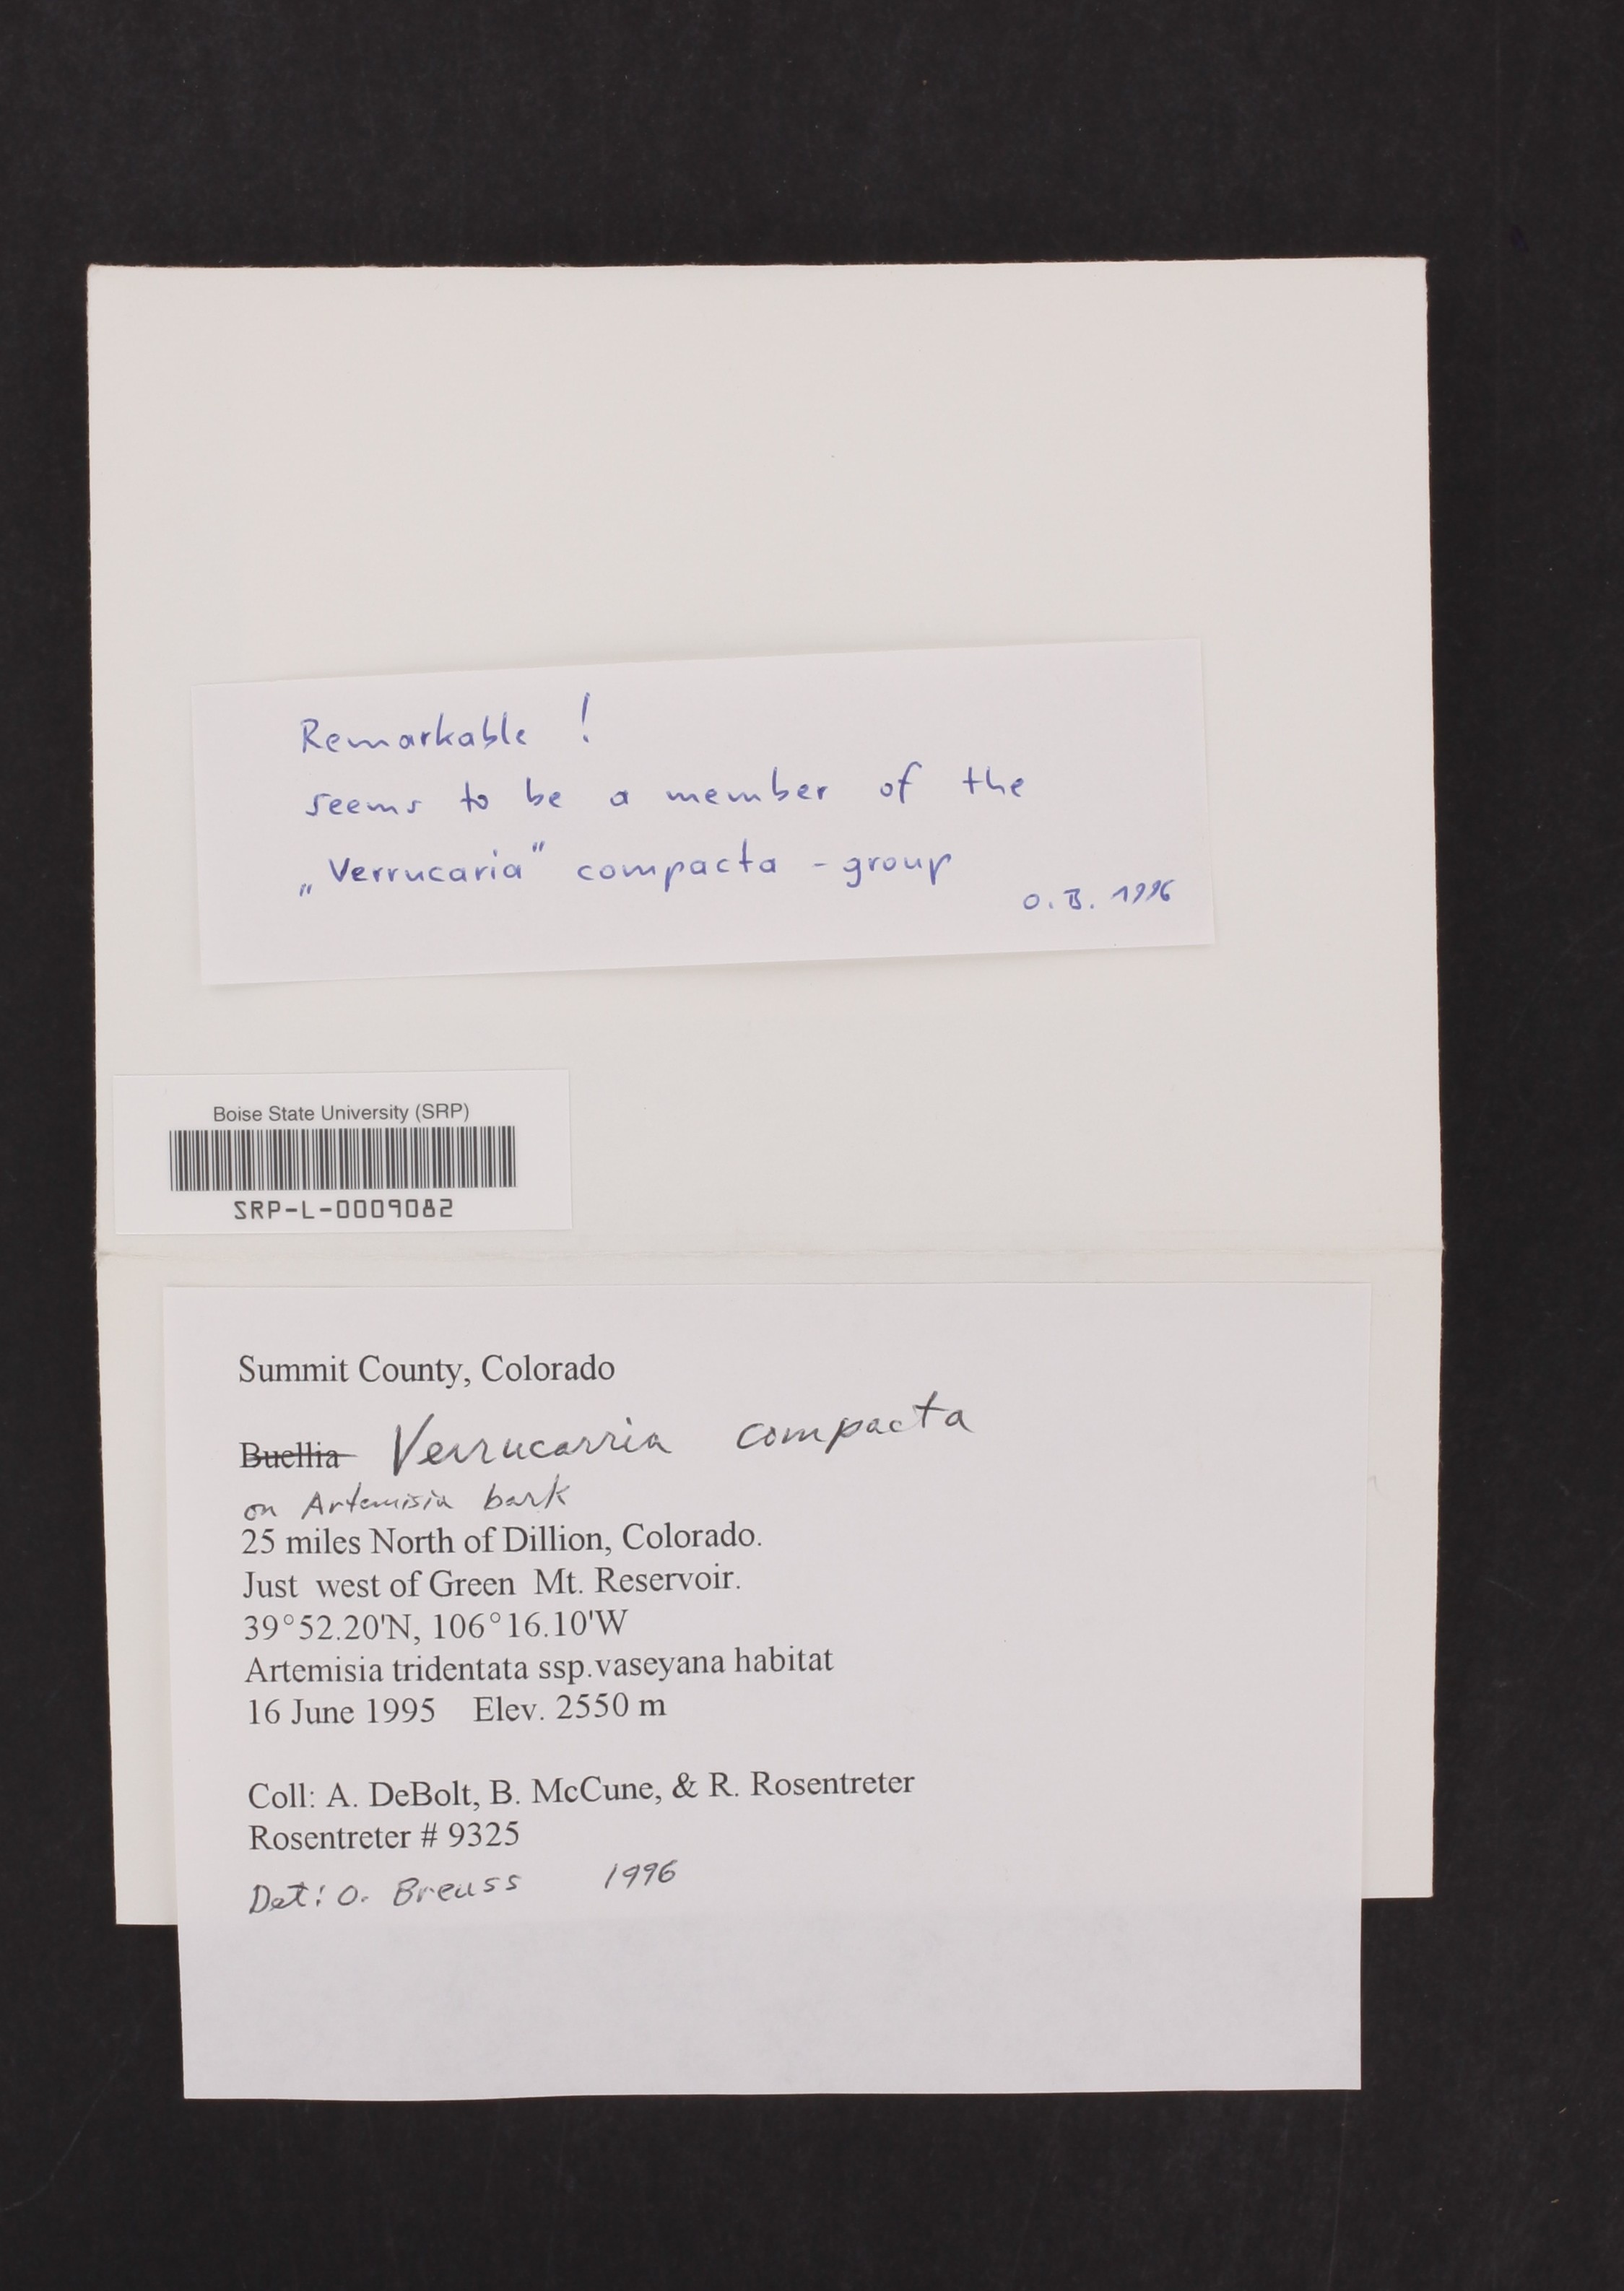 Remarkable !
seems to be a member of the
„Verrucaria" compacta - group
O. B. 1996
Boise State University (SRP)
SRP-L-0009082
Summit County, Colorado
Buellia Verrucarria compacta
on Artemisia bark
25 miles North of Dillion, Colorado.
Just west of Green Mt. Reservoir.
39°52.20'N, 106°16.10'W
Artemisia tridentata ssp.vaseyana habitat
16 June 1995 Elev. 2550 m
Coll: A. DeBolt, B. McCune, & R. Rosentreter
Rosentreter # 9325
Det: O. Breuss 1996